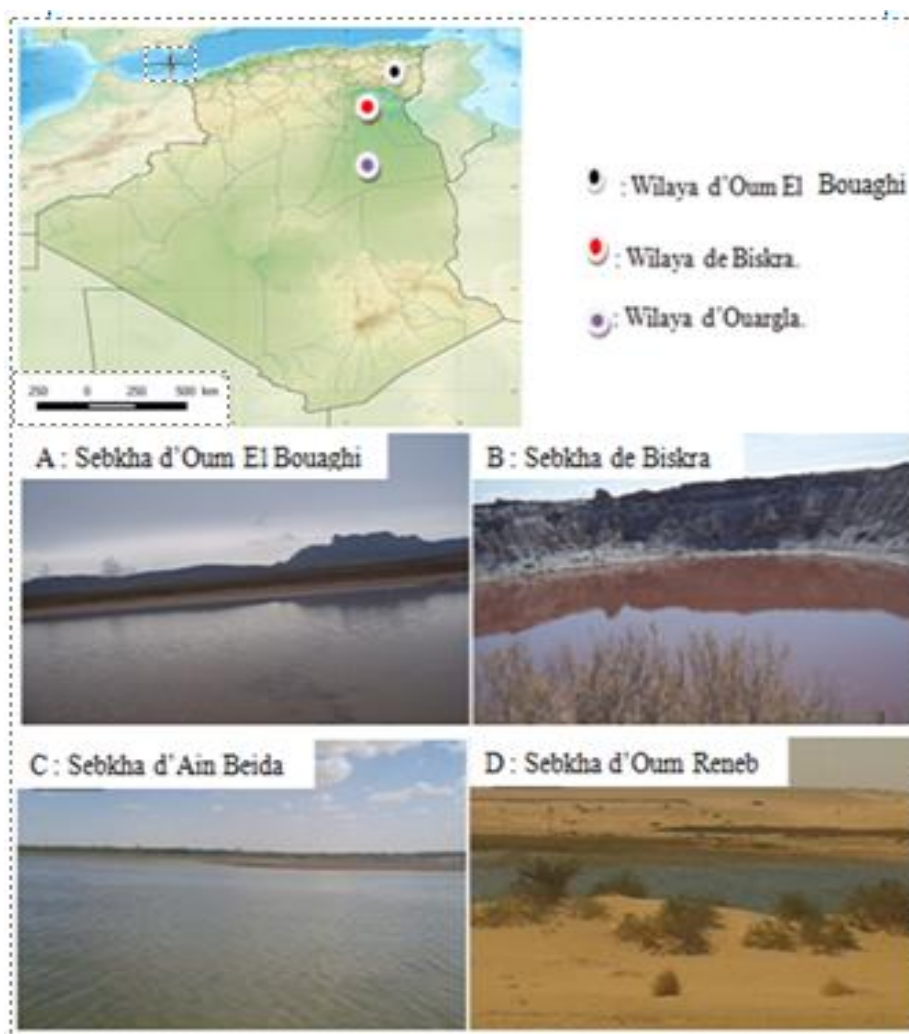 : Wilaya d’Oum El Bouaghi
: Wilaya de Biskra.
: Wilaya d’Ouargla.
250 0 250 500 km
A : Sebkha d’Oum El Bouaghi
B : Sebkha de Biskra
C : Sebkha d’Ain Beida
D : Sebkha d’Oum Reneb